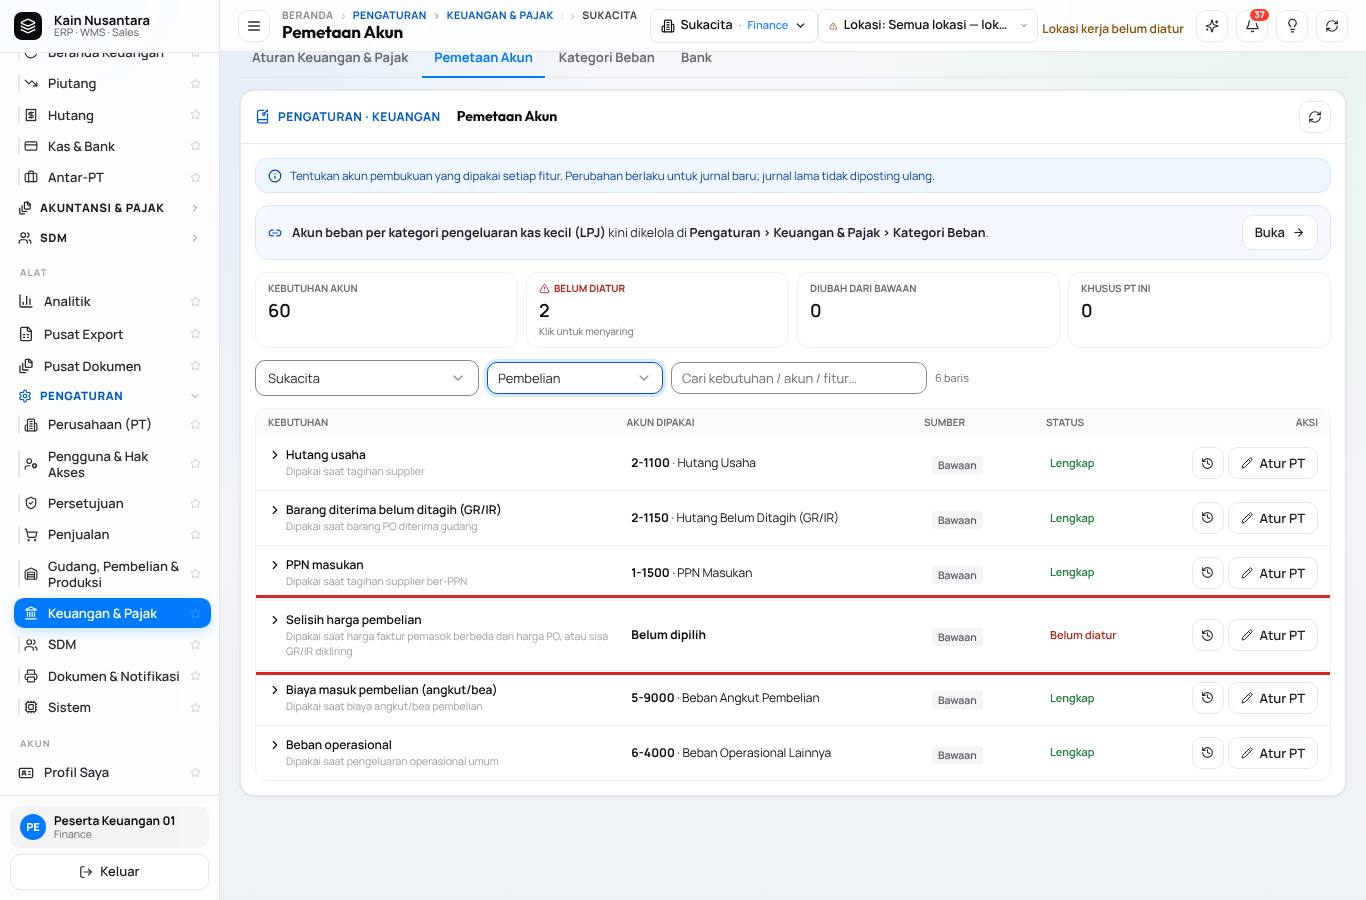 Kain Nusantara
ERP · WMS · Sales
Beranda Keuangan
Piutang
Hutang
Kas & Bank
Antar-PT
AKUNTANSI & PAJAK
SDM
ALAT
Analitik
Pusat Export
Pusat Dokumen
PENGATURAN
Perusahaan (PT)
Pengguna & Hak
Akses
Persetujuan
Penjualan
Gudang, Pembelian &
Produksi
Keuangan & Pajak
SDM
Dokumen & Notifikasi
Sistem
AKUN
Profil Saya
PE
Peserta Keuangan 01
Finance
Keluar
BERANDA > PENGATURAN > KEUANGAN & PAJAK > SUKACITA
Pemetaan Akun
Sukacita · Finance
Lokasi: Semua lokasi — lok...
Lokasi kerja belum diatur
37
Aturan Keuangan & Pajak
Pemetaan Akun
Kategori Beban
Bank
PENGATURAN · KEUANGAN
Pemetaan Akun
Tentukan akun pembukuan yang dipakai setiap fitur. Perubahan berlaku untuk jurnal baru; jurnal lama tidak diposting ulang.
Akun beban per kategori pengeluaran kas kecil (LPJ) kini dikelola di Pengaturan > Keuangan & Pajak > Kategori Beban.
Buka →
KEBUTUHAN AKUN
60
BELUM DIATUR
2
Klik untuk menyaring
DIUBAH DARI BAWAAN
0
KHUSUS PT INI
0
Sukacita
Pembelian
Cari kebutuhan / akun / fitur...
6 baris
KEBUTUHAN AKUN DIPAKAI SUMBER STATUS AKSI
Hutang usaha
Dipakai saat tagihan supplier
2-1100 · Hutang Usaha
Bawaan
Lengkap
Atur PT
Barang diterima belum ditagih (GR/IR)
Dipakai saat barang PO diterima gudang
2-1150 · Hutang Belum Ditagih (GR/IR)
Bawaan
Lengkap
Atur PT
PPN masukan
Dipakai saat tagihan supplier ber-PPN
1-1500 · PPN Masukan
Bawaan
Lengkap
Atur PT
Selisih harga pembelian
Dipakai saat harga faktur pemasok berbeda dari harga PO, atau sisa
GR/IR dikliring
Belum dipilih
Bawaan
Belum diatur
Atur PT
Biaya masuk pembelian (angkut/bea)
Dipakai saat biaya angkut/bea pembelian
5-9000 · Beban Angkut Pembelian
Bawaan
Lengkap
Atur PT
Beban operasional
Dipakai saat pengeluaran operasional umum
6-4000 · Beban Operasional Lainnya
Bawaan
Lengkap
Atur PT